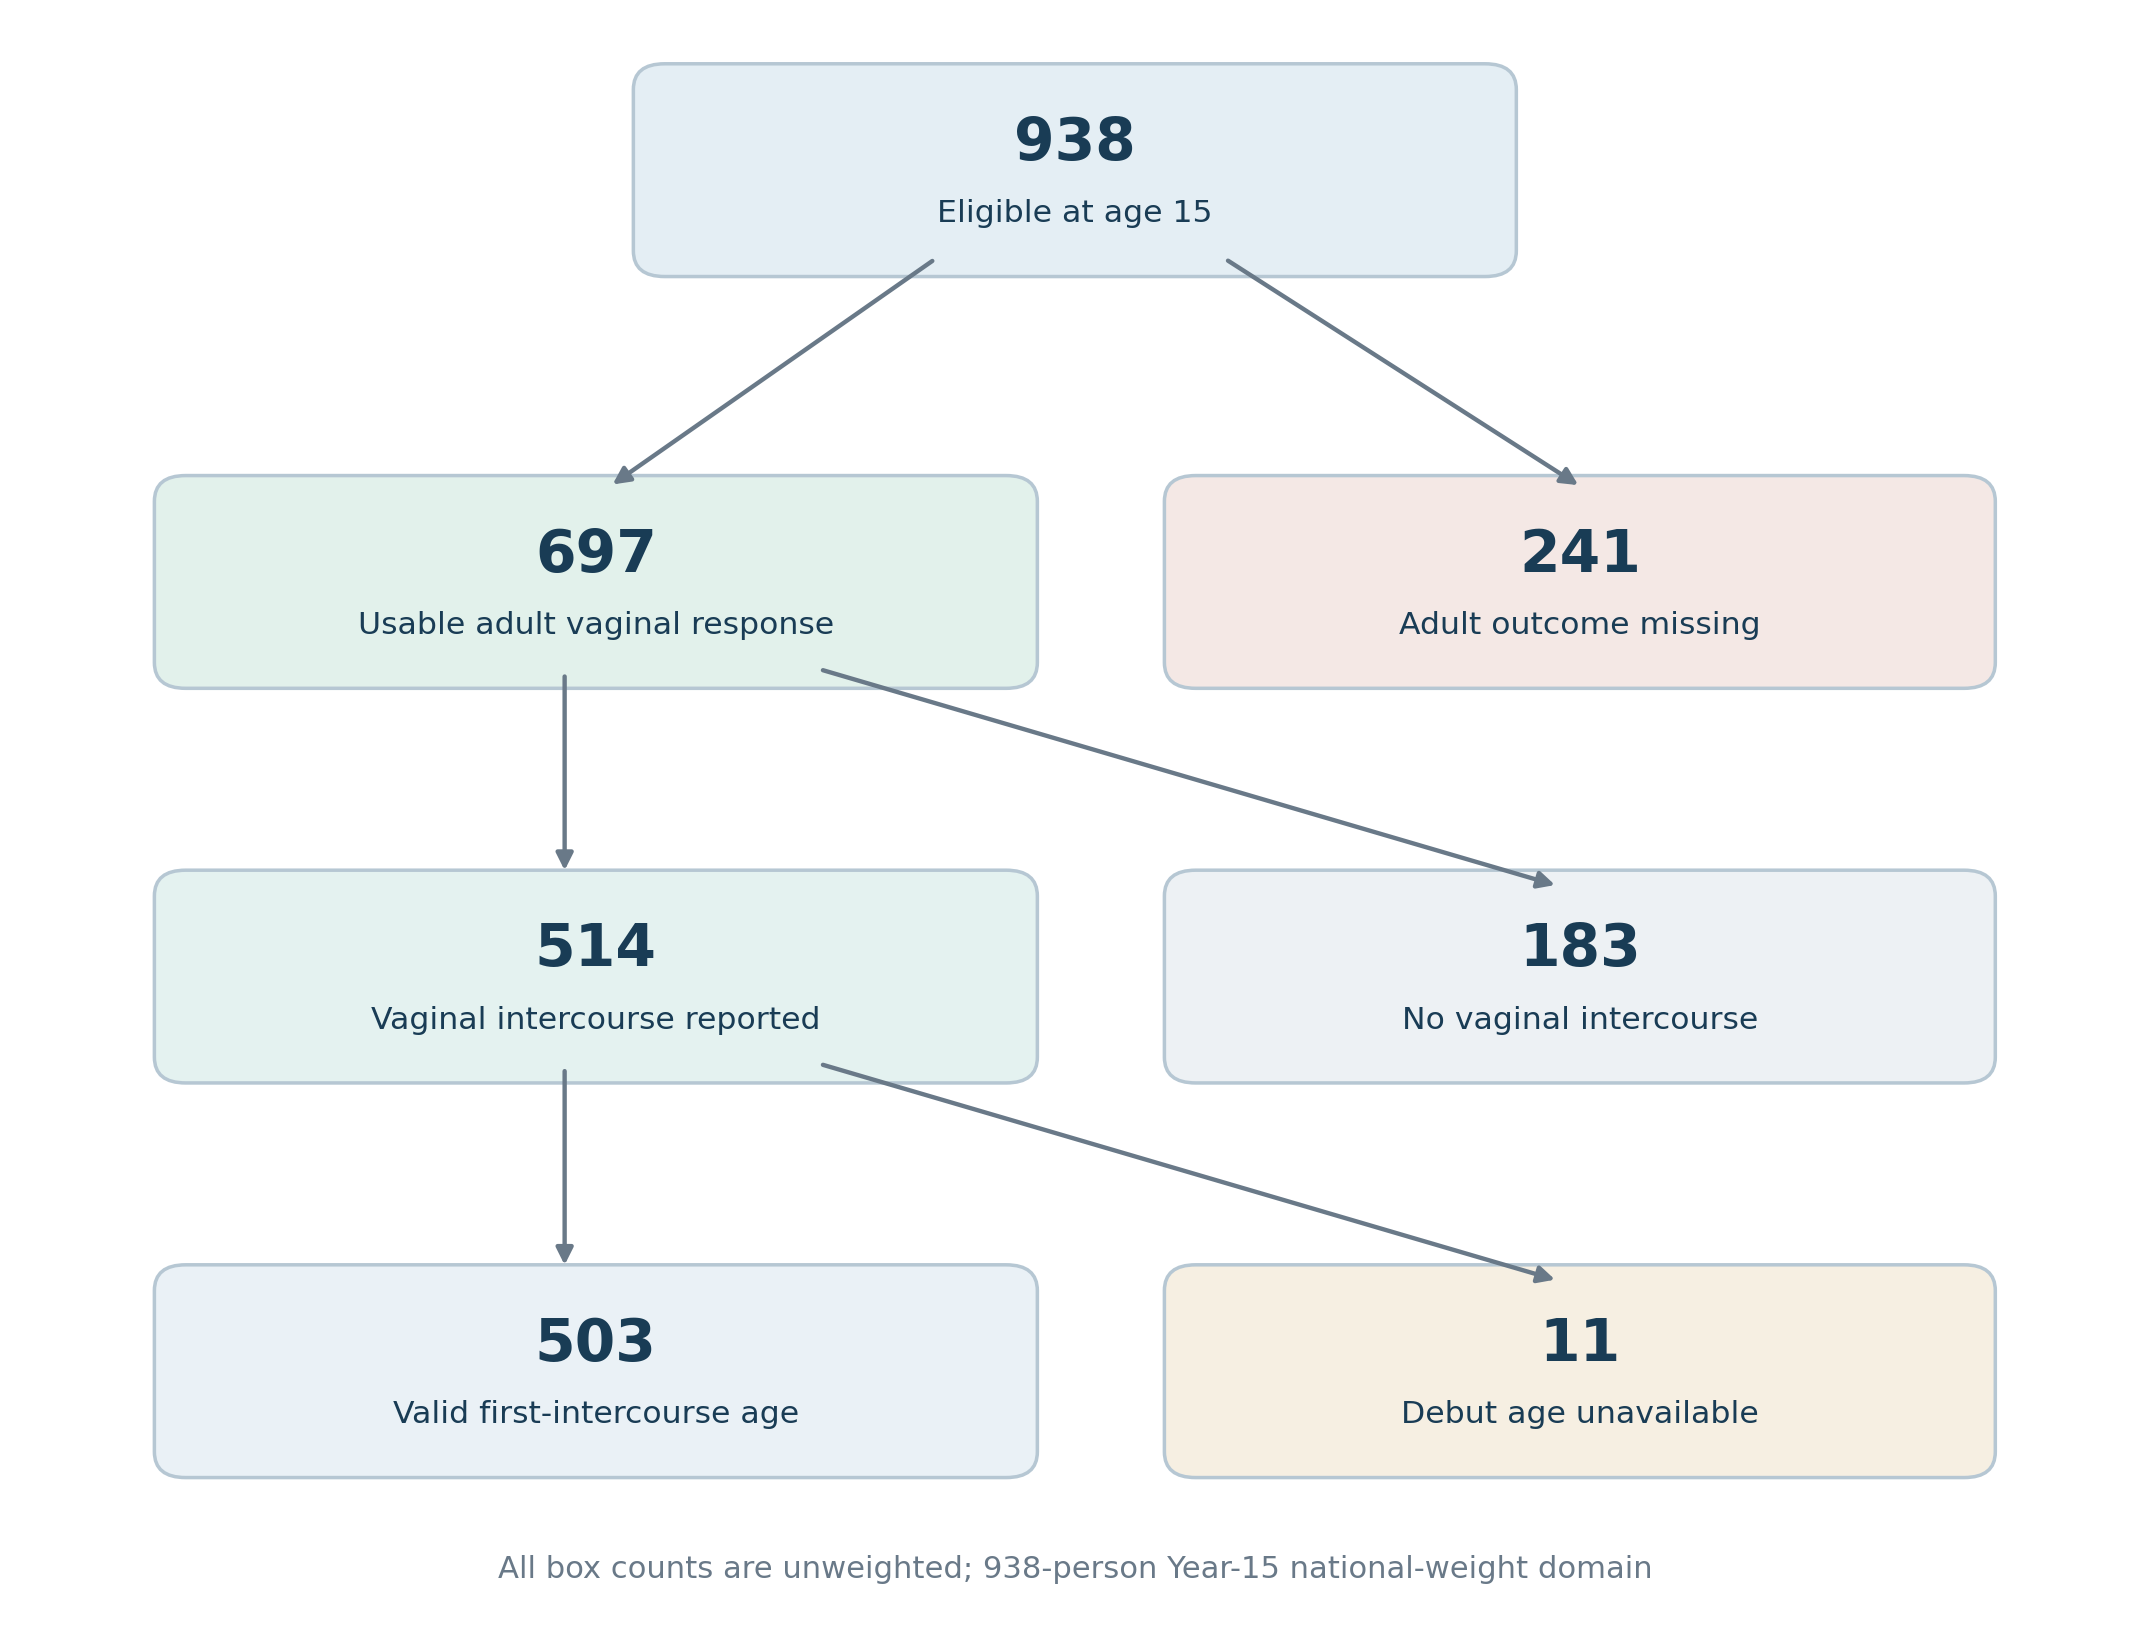 938
Eligible at age 15
697
Usable adult vaginal response
241
Adult outcome missing
514
Vaginal intercourse reported
183
No vaginal intercourse
503
Valid first-intercourse age
11
Debut age unavailable
All box counts are unweighted; 938-person Year-15 national-weight domain